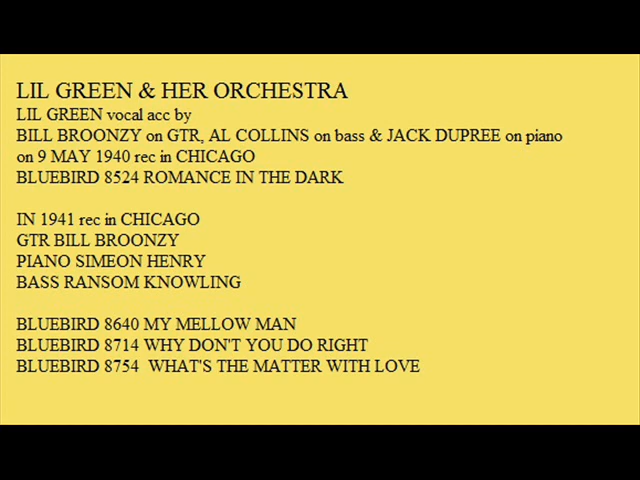 LIL GREEN & HER ORCHESTRA
LIL GREEN vocal acc by
BILL BROONZY on GTR, AL COLLINS on bass & JACK DUPREE on piano
on 9 MAY 1940 rec in CHICAGO
BLUEBIRD 8524 ROMANCE IN THE DARK
IN 1941 rec in CHICAGO
GTR BILL BROONZY
PIANO SIMEON HENRY
BASS RANSOM KNOWLING
BLUEBIRD 8640 MY MELLOW MAN
BLUEBIRD 8714 WHY DON'T YOU DO RIGHT
BLUEBIRD 8754  WHAT'S THE MATTER WITH LOVE